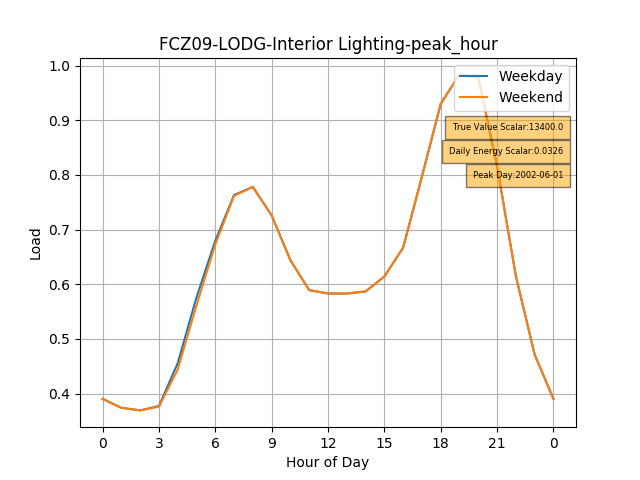 FCZ09-LODG-Interior Lighting-peak_hour
1.0
0.9
0.8
0.7
0.6
0.5
0.4
Load
Weekday
Weekend
True Value Scalar:13400.0
Daily Energy Scalar:0.0326
Peak Day:2002-06-01
0 3 6 9 12 15 18 21 0
Hour of Day